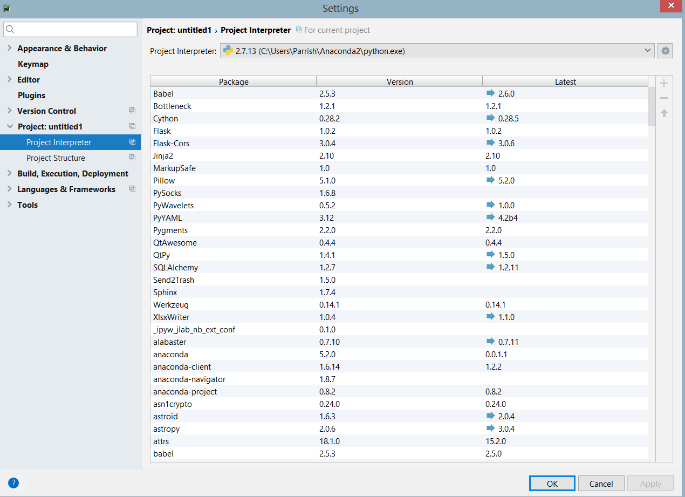 Settings
Appearance & Behavior
Keymap
Editor
Plugins
Version Control
Project: untitled1
Project Interpreter
Project Structure
Build, Execution, Deployment
Languages & Frameworks
Tools
Project: untitled1 › Project Interpreter For current project
Project Interpreter: 2.7.13 (C:\Users\Parrish\Anaconda2\python.exe)
Package Version Latest
Babel 2.5.3 2.6.0
Bottleneck 1.2.1 1.2.1
Cython 0.28.2 0.28.5
Flask 1.0.2 1.0.2
Flask-Cors 3.0.4 3.0.6
Jinja2 2.10 2.10
MarkupSafe 1.0 1.0
Pillow 5.1.0 5.2.0
PySocks 1.6.8
PyWavelets 0.5.2 1.0.0
PyYAML 3.12 4.2b4
Pygments 2.2.0 2.2.0
QtAwesome 0.4.4 0.4.4
QtPy 1.4.1 1.5.0
SQLAlchemy 1.2.7 1.2.11
Send2Trash 1.5.0
Sphinx 1.7.4
Werkzeug 0.14.1 0.14.1
XlsxWriter 1.0.4 1.1.0
_ipyw_jlab_nb_ext_conf 0.1.0
alabaster 0.7.10 0.7.11
anaconda 5.2.0 0.0.1.1
anaconda-client 1.6.14 1.2.2
anaconda-navigator 1.8.7
anaconda-project 0.8.2 0.8.2
asn1crypto 0.24.0 0.24.0
astroid 1.6.3 2.0.4
astropy 2.0.6 3.0.4
attrs 18.1.0 15.2.0
babel 2.5.3 2.5.0
? OK Cancel Apply